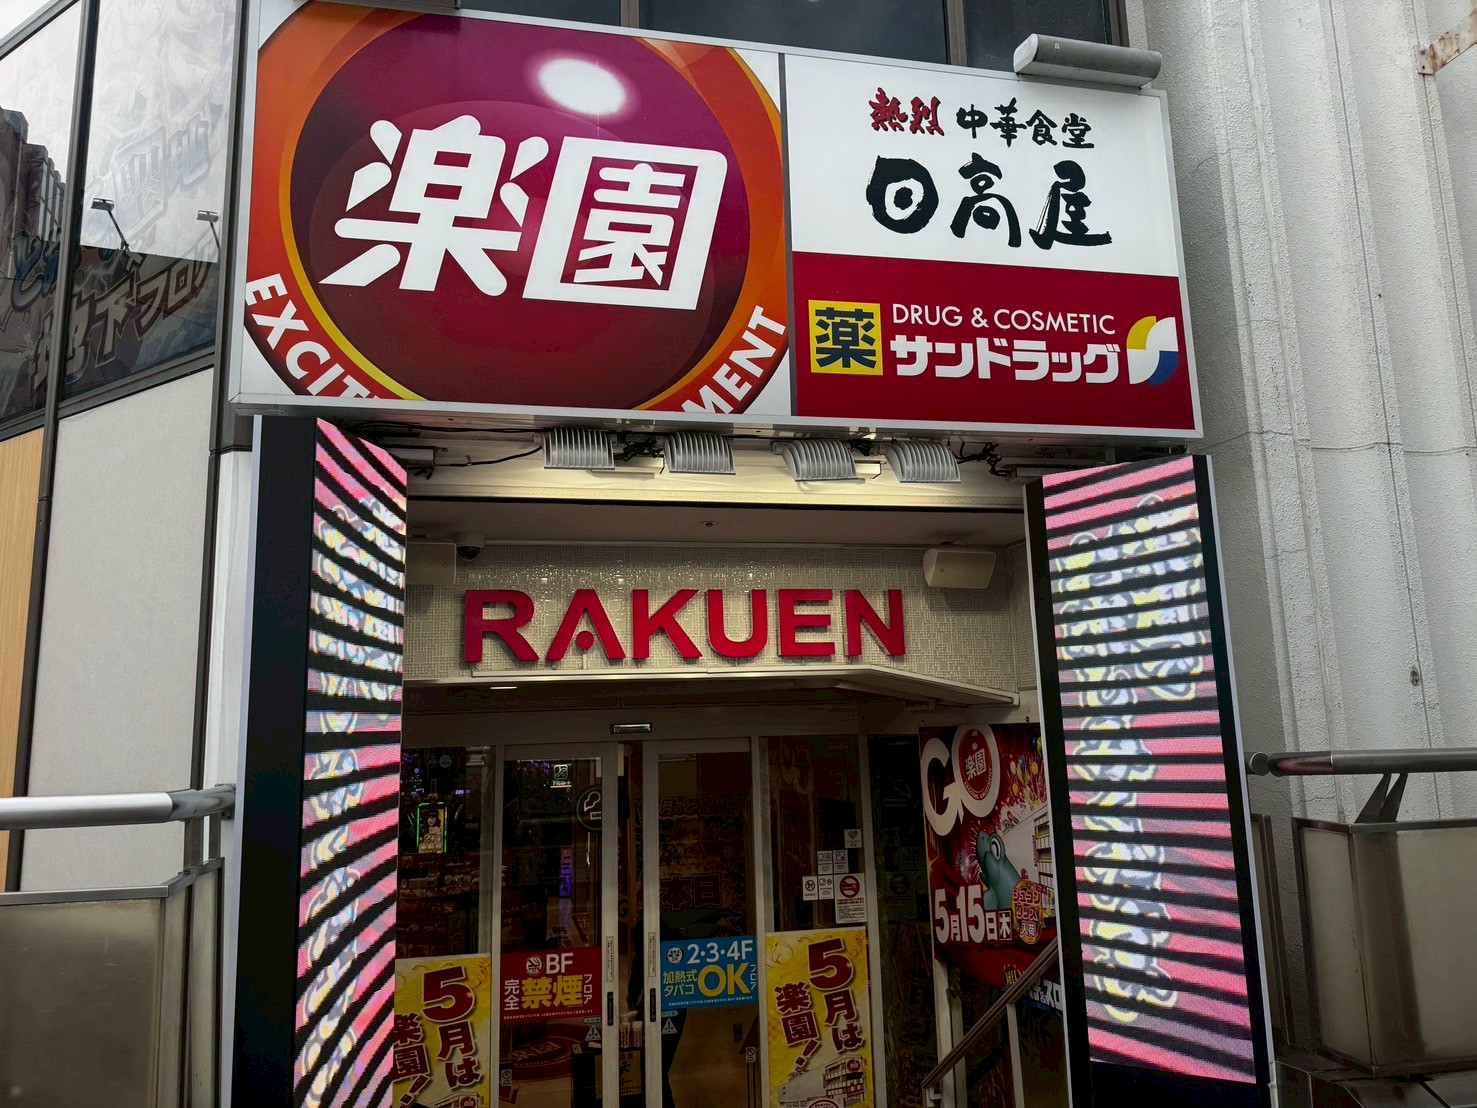 楽園
EXCIT
MENT
熱烈 中華食堂
日高屋
薬
DRUG & COSMETIC
サンドラッグ
RAKUEN
GO
楽園
5月15日木
本日
BF
完全
禁煙
フロア
2・3・4F
加熱式
タバコ
OK
フロア
5月は
楽園!
5月は
楽園!